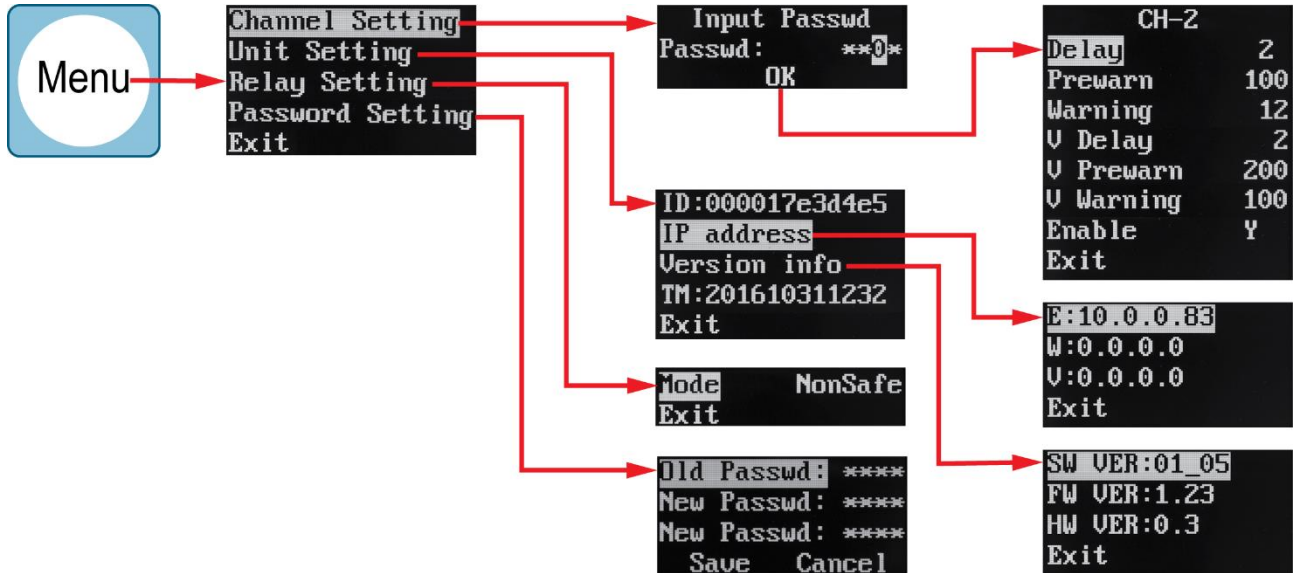 Menu
Channel Setting
Unit Setting
Relay Setting
Password Setting
Exit
Input Passwd
Passwd: **0*
OK
CH-2
Delay 2
Prewarn 100
Warning 12
V Delay 2
V Prewarn 200
V Warning 100
Enable Y
Exit
ID:000017e3d4e5
IP address
Version info
TM:201610311232
Exit
E:10.0.0.83
W:0.0.0.0
V:0.0.0.0
Exit
Mode NonSafe
Exit
Old Passwd: ****
New Passwd: ****
New Passwd: ****
Save Cancel
SW VER:01_05
FW VER:1.23
HW VER:0.3
Exit